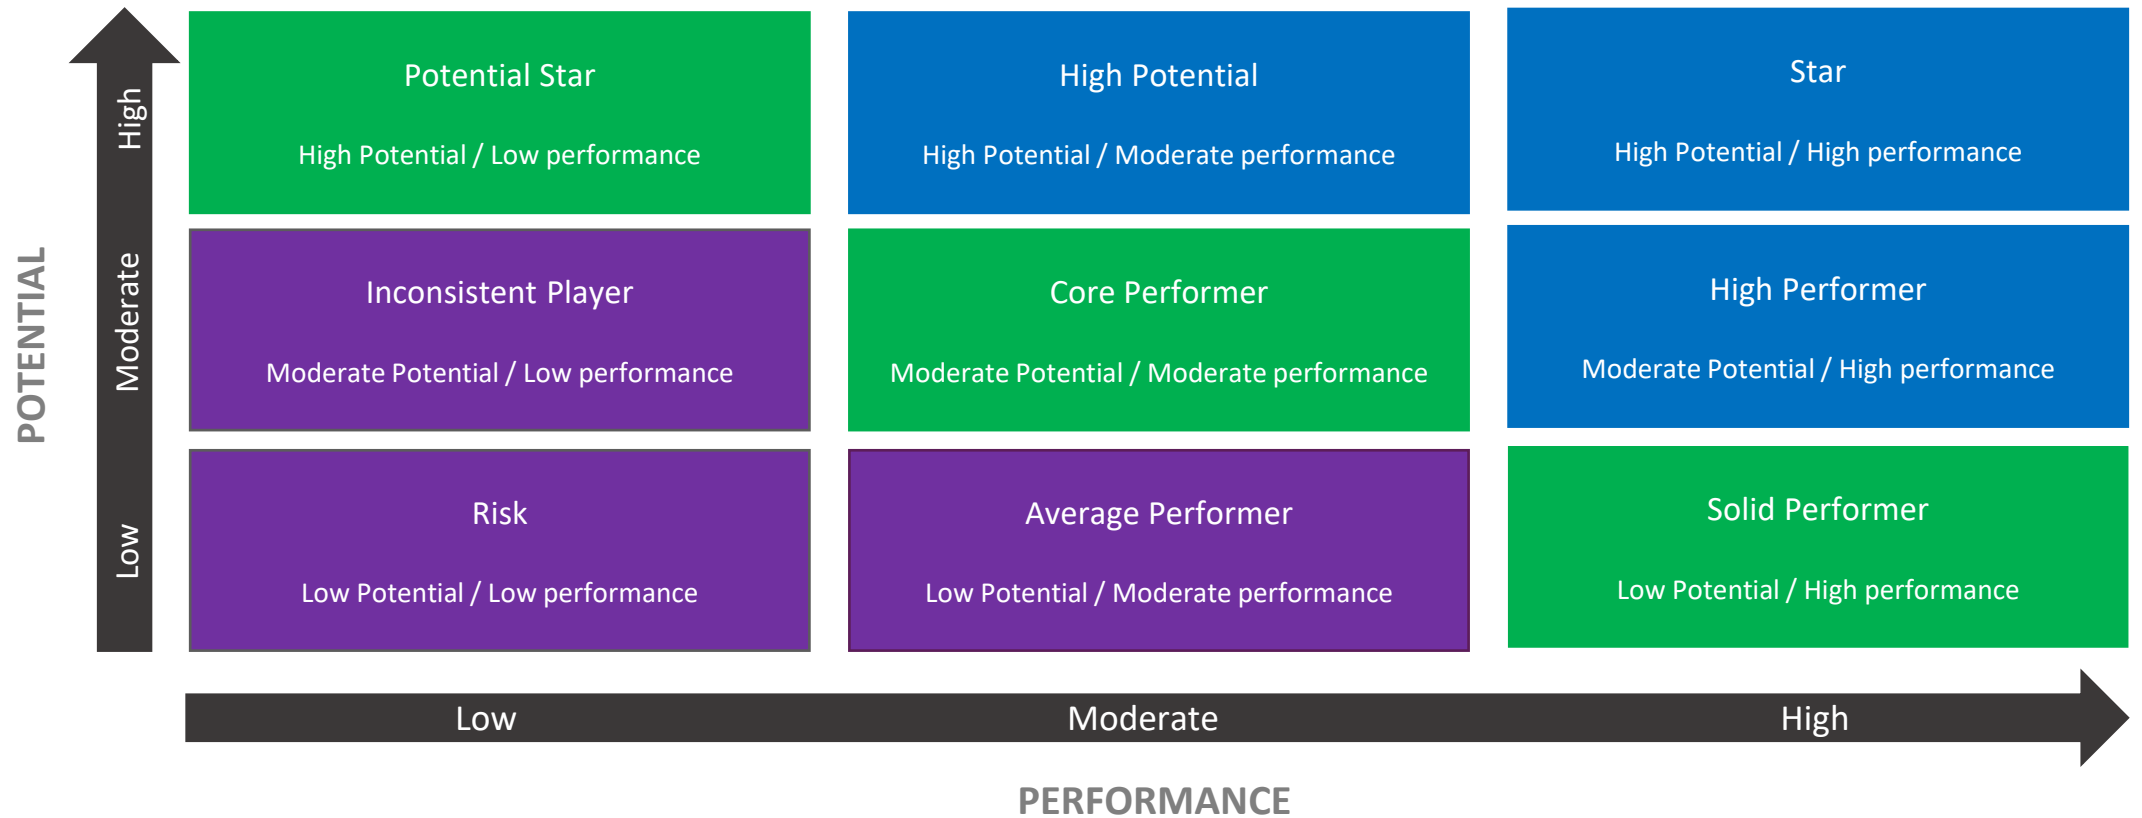 POTENTIAL
High
Moderate
Low
Potential Star
High Potential / Low performance
High Potential
High Potential / Moderate performance
Star
High Potential / High performance
Inconsistent Player
Moderate Potential / Low performance
Core Performer
Moderate Potential / Moderate performance
High Performer
Moderate Potential / High performance
Risk
Low Potential / Low performance
Average Performer
Low Potential / Moderate performance
Solid Performer
Low Potential / High performance
Low
Moderate
High
PERFORMANCE